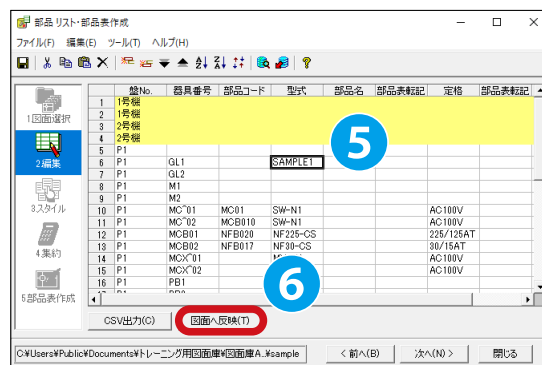 部品 リスト・部品表作成
ファイル(F) 編集(E) ツール(T) ヘルプ(H)
盤No. 器具番号 部品コード 型式 部品名 部品表転記 定格 部品表転記
1 1号機
2 1号機
3 2号機
4 2号機
5 P1
6 P1 GL1 SAMPLE1
7 P1 GL2
8 P1 M1
9 P1 M2
10 P1 MC^01 MC01 SW-N1 AC100V
11 P1 MC^02 MCB010 SW-N1 AC100V
12 P1 MCB01 NFB020 NF225-CS 225/125AT
13 P1 MCB02 NFB017 NF30-CS 30/15AT
14 P1 MCX^01 AC100V
15 P1 MCX^02 AC100V
16 P1 PB1
5
6
1.図面選択
2.編集
3.スタイル
4.集約
5.部品表作成
CSV出力(C) 図面へ反映(T)
C:¥Users¥Public¥Documents¥トレーニング用図面庫¥図面庫A..¥sample < 前へ(B) 次へ(N) > 閉じる